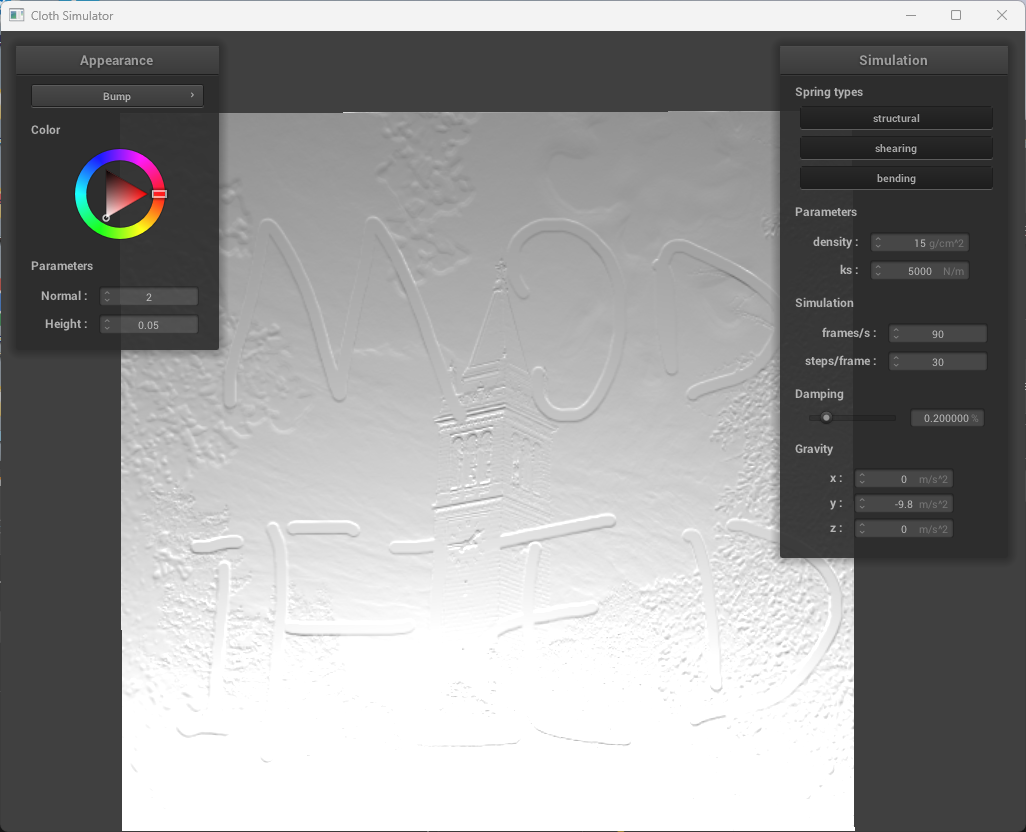 Cloth Simulator
Appearance
Bump
Color
Parameters
Normal : 2
Height : 0.05
MOD
Simulation
Spring types
structural
shearing
bending
Parameters
density : 15 g/cm^2
ks : 5000 N/m
Simulation
frames/s : 90
steps/frame : 30
Damping
0.200000 %
Gravity
x : 0 m/s^2
y : -9.8 m/s^2
z : 0 m/s^2